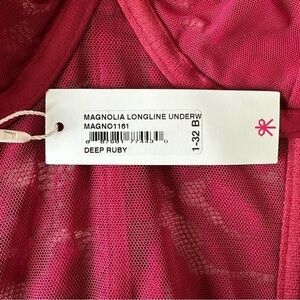 MAGNOLIA LONGLINE UNDERW
MAGNO1161
DEEP RUBY
1-32 B